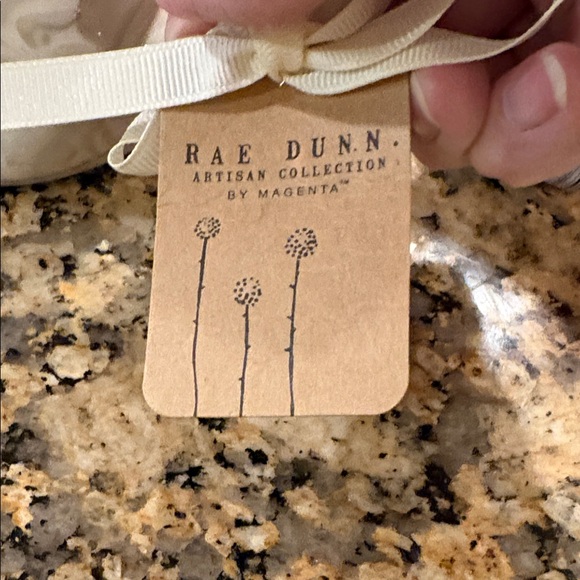 RAE DUNN.
ARTISAN COLLECTION
BY MAGENTA™